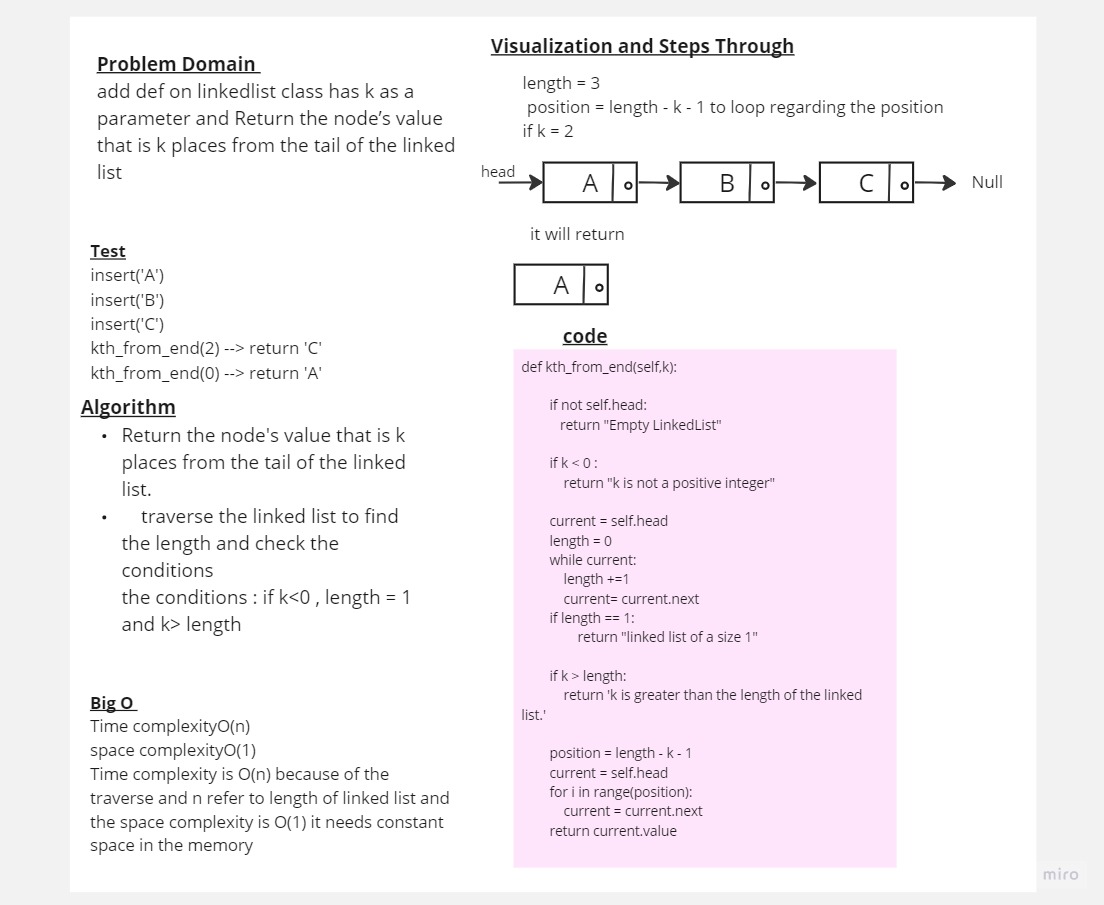 Problem Domain
add def on linkedlist class has k as a
parameter and Return the node’s value
that is k places from the tail of the linked
list
Test
insert('A')
insert('B')
insert('C')
kth_from_end(2) --> return 'C'
kth_from_end(0) --> return 'A'
Algorithm
• Return the node's value that is k
places from the tail of the linked
list.
• traverse the linked list to find
the length and check the
conditions
the conditions : if k<0 , length = 1
and k> length
Big O
Time complexityO(n)
space complexityO(1)
Time complexity is O(n) because of the
traverse and n refer to length of linked list and
the space complexity is O(1) it needs constant
space in the memory
Visualization and Steps Through
length = 3
position = length - k - 1 to loop regarding the position
if k = 2
head A B C Null
it will return
A
code
def kth_from_end(self,k):
if not self.head:
return "Empty LinkedList"
if k < 0 :
return "k is not a positive integer"
current = self.head
length = 0
while current:
length +=1
current= current.next
if length == 1:
return "linked list of a size 1"
if k > length:
return 'k is greater than the length of the linked
list.'
position = length - k - 1
current = self.head
for i in range(position):
current = current.next
return current.value
miro